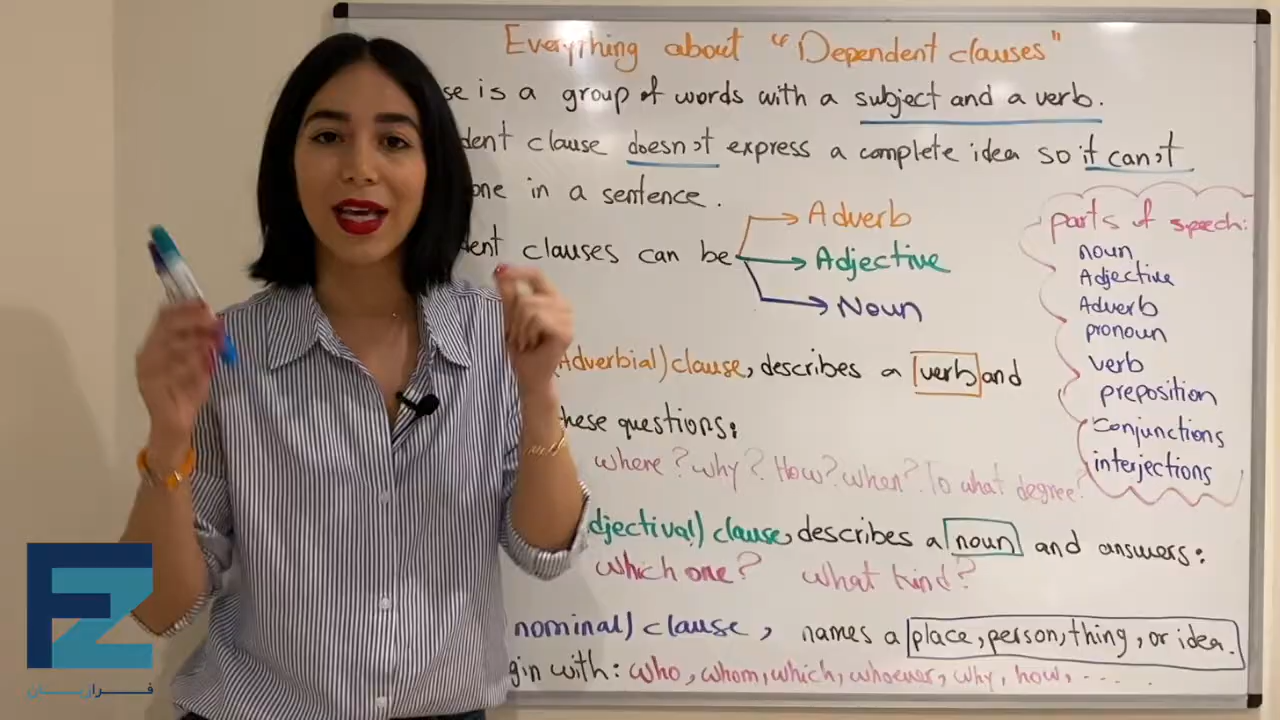 Everything about "Dependent clauses"
se is a group of words with a subject and a verb.
dent clause doesn't express a complete idea so it can't
one in a sentence.
dent clauses can be
Adverb
Adjective
Noun
(Adverbial) clause, describes a verb and
these questions:
where? why? How? when? To what degree?
djectival) clause, describes a noun and answers:
which one? what kind?
nominal) clause, names a place, person, thing, or idea.
gin with: who, whom, which, whoever, why, how, ....
parts of speech:
noun
Adjective
Adverb
pronoun
verb
preposition
Conjunctions
interjections
FZ
فرازبان